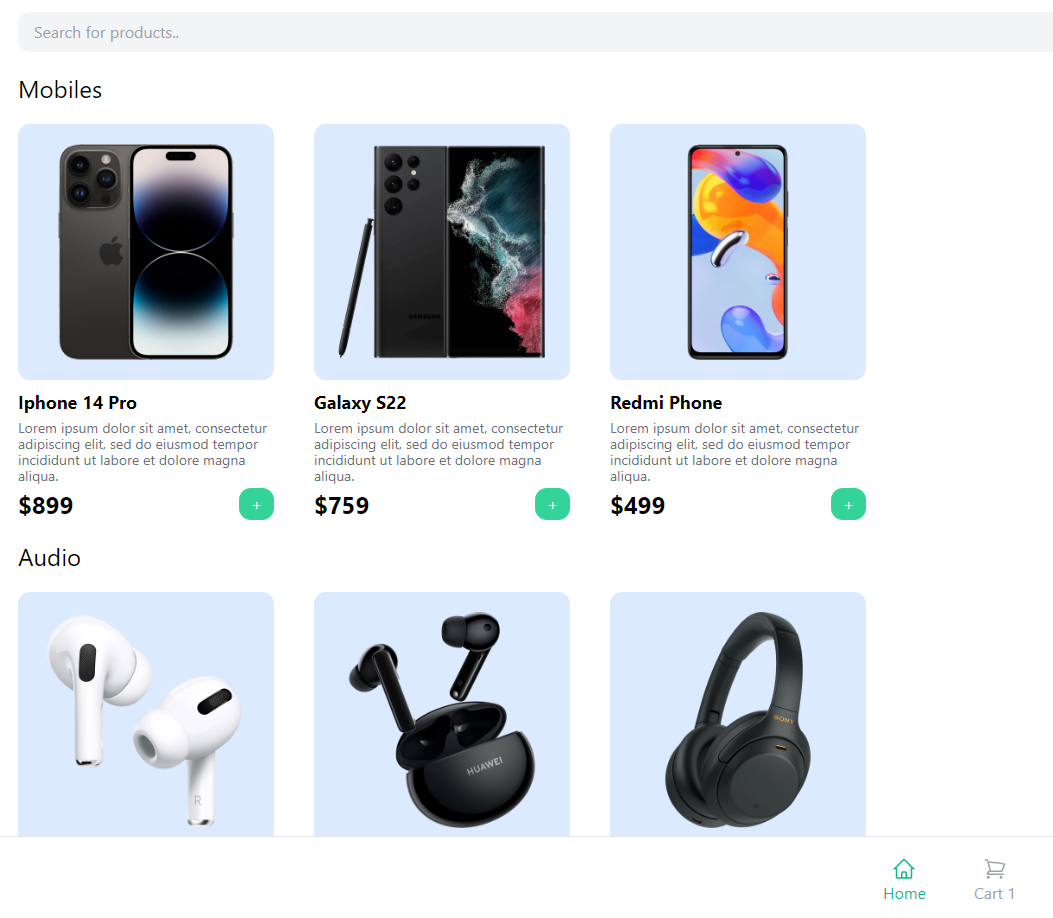 Search for products..
Mobiles
SAMSUNG
Iphone 14 Pro
Galaxy S22
Redmi Phone
Lorem ipsum dolor sit amet, consectetur
adipiscing elit, sed do eiusmod tempor
incididunt ut labore et dolore magna
aliqua.
Lorem ipsum dolor sit amet, consectetur
adipiscing elit, sed do eiusmod tempor
incididunt ut labore et dolore magna
aliqua.
Lorem ipsum dolor sit amet, consectetur
adipiscing elit, sed do eiusmod tempor
incididunt ut labore et dolore magna
aliqua.
$899
+
$759
+
$499
+
Audio
R
HUAWEI
SONY
Home
Cart 1